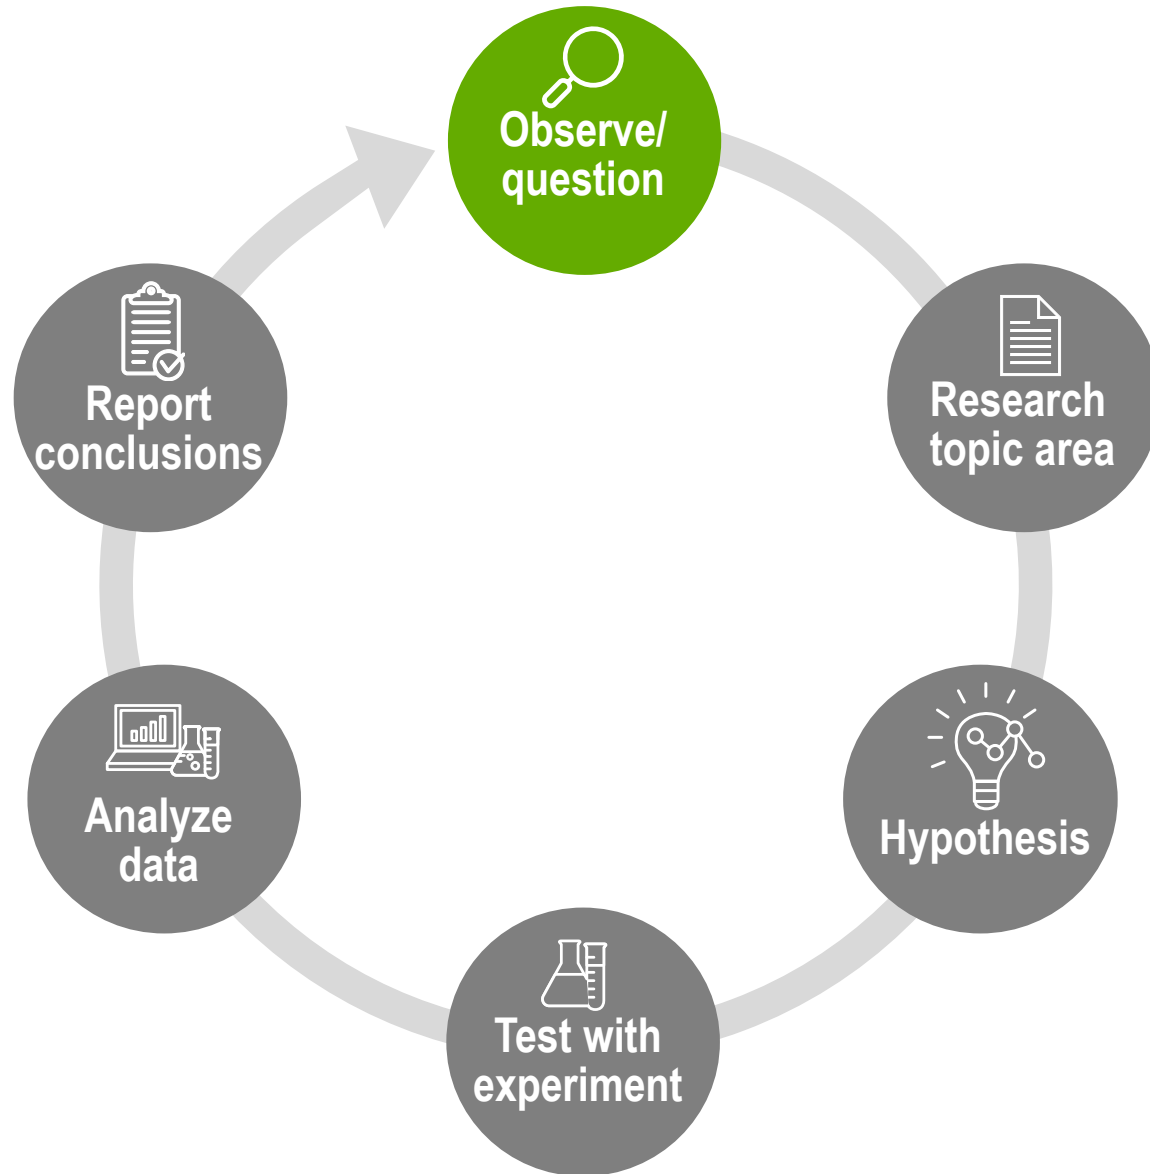 Observe/
question
Research
topic area
Hypothesis
Test with
experiment
Analyze
data
Report
conclusions